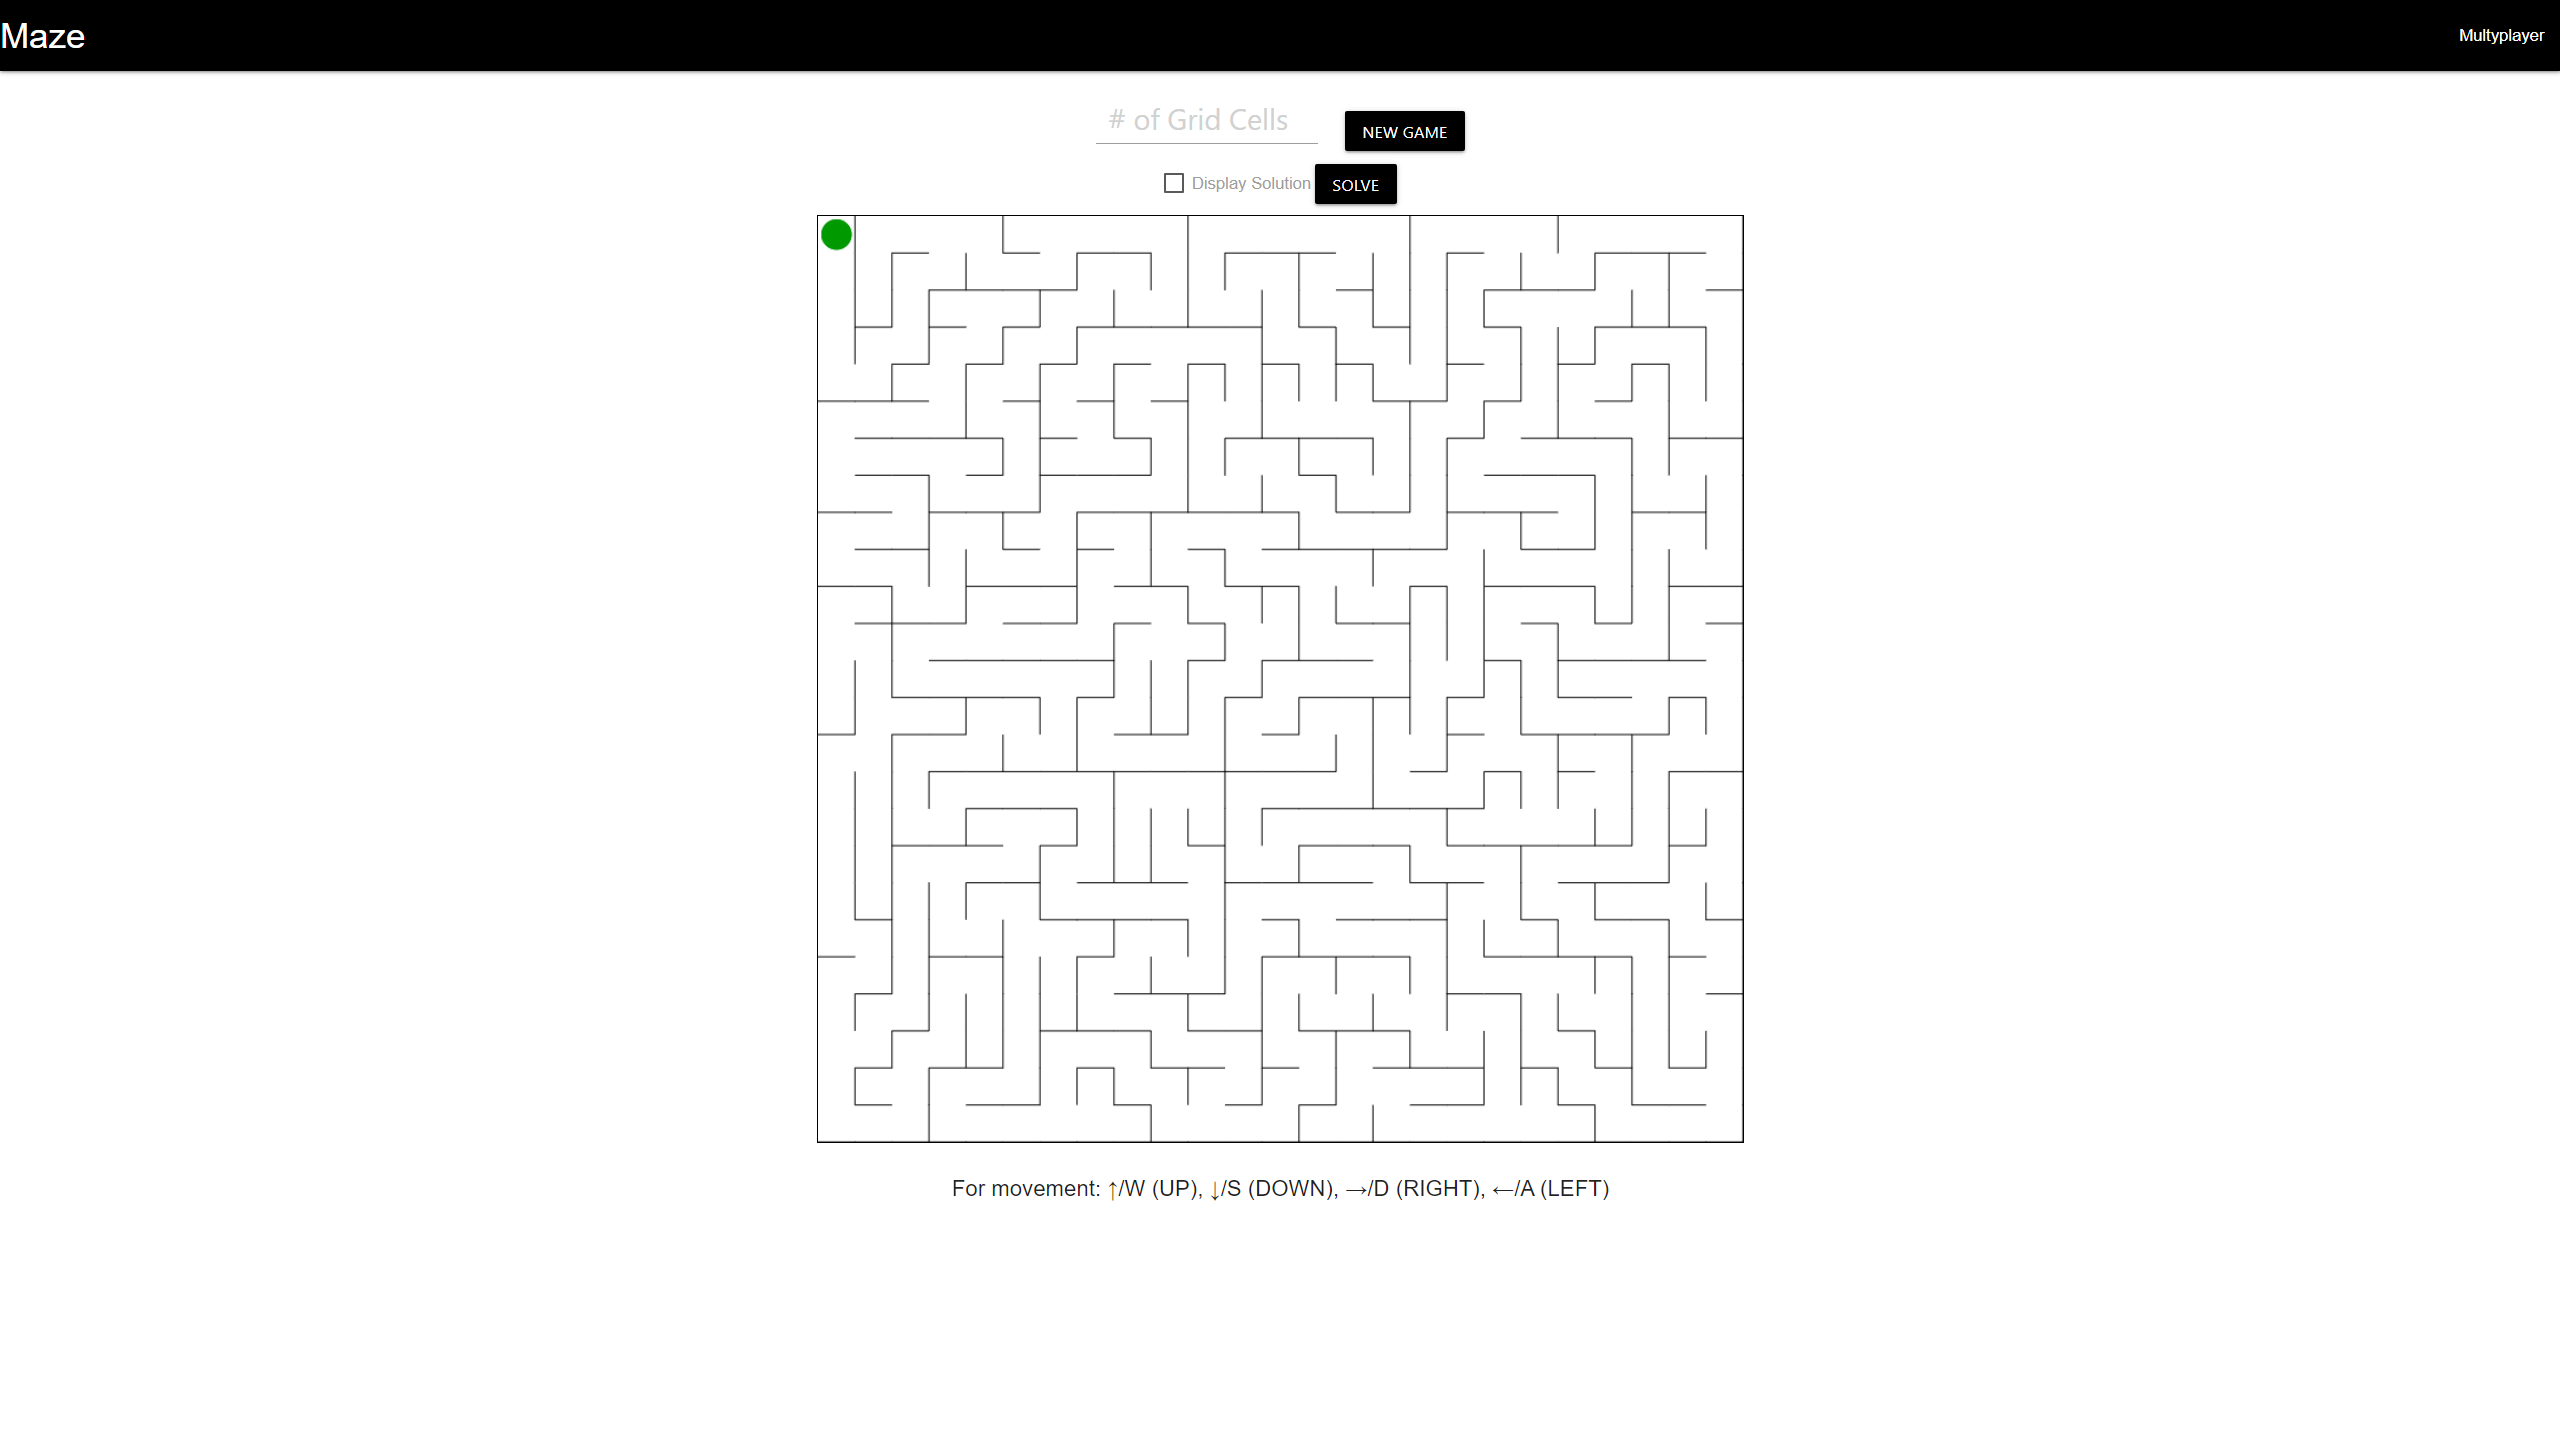 Maze
Multyplayer
# of Grid Cells
NEW GAME
Display Solution
SOLVE
For movement: ↑/W (UP), ↓/S (DOWN), →/D (RIGHT), ←/A (LEFT)